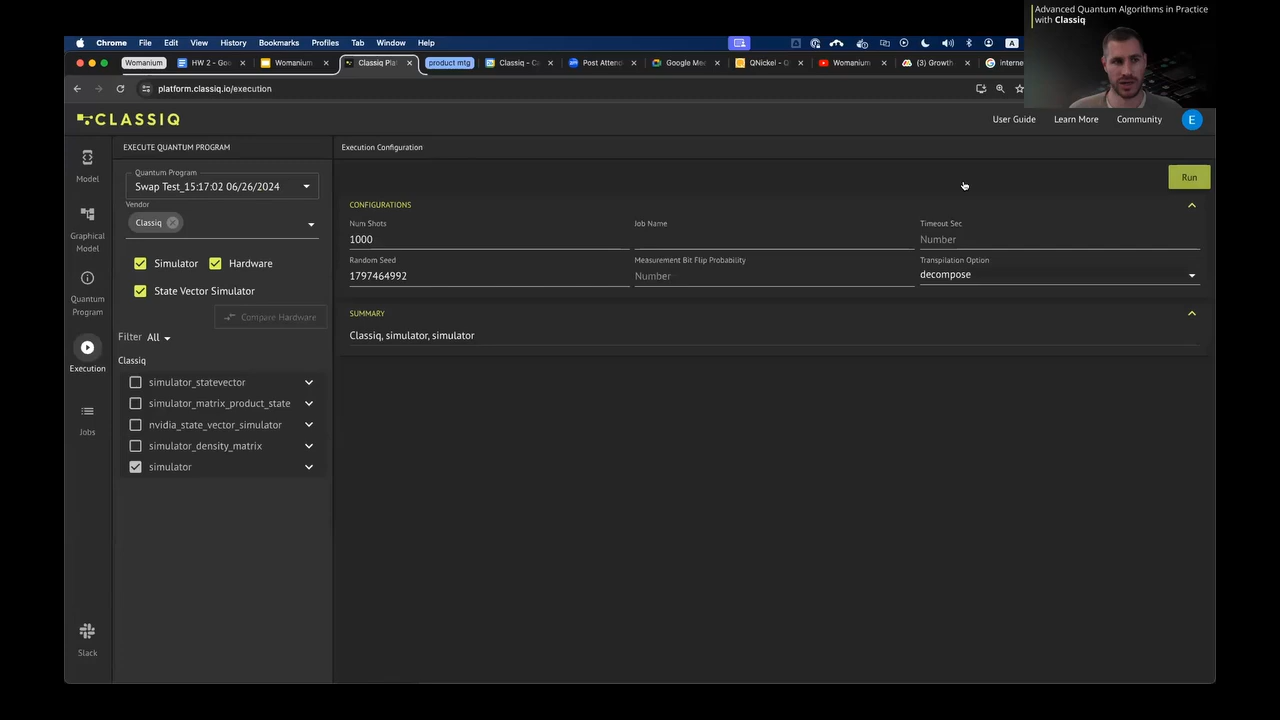 Advanced Quantum Algorithms in Practice
with Classiq
Chrome File Edit View History Bookmarks Profiles Tab Window Help A
Womanium HW 2 - Goo Womanium Classiq Pla product mtg Classiq - C Post Attend Google Me QNickel - Q Womanium (3) Growth Interne
platform.classiq.io/execution
CLASSIQ
User Guide Learn More Community E
Model
Graphical
Model
Quantum
Program
Execution
Jobs
Slack
EXECUTE QUANTUM PROGRAM
Quantum Program
Swap Test_15:17:02 06/26/2024
Vendor
Classiq
Simulator Hardware
State Vector Simulator
Compare Hardware
Filter All
Classiq
simulator_statevector
simulator_matrix_product_state
nvidia_state_vector_simulator
simulator_density_matrix
simulator
Execution Configuration
Run
CONFIGURATIONS
Num Shots Job Name Timeout Sec
1000 Number
Random Seed Measurement Bit Flip Probability Transpilation Option
1797464992 Number decompose
SUMMARY
Classiq, simulator, simulator